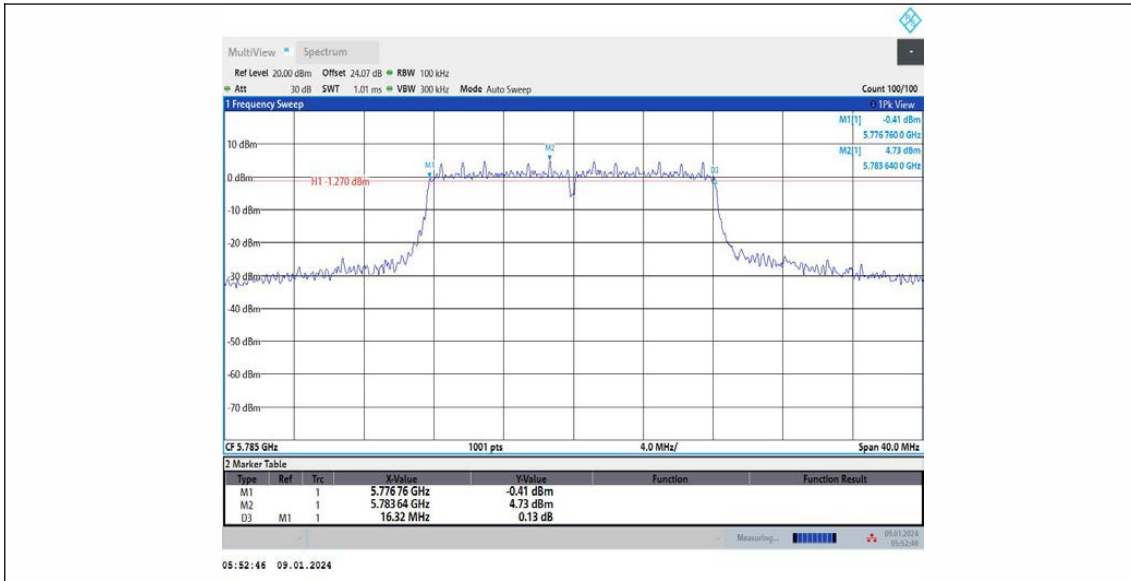 MultiView Spectrum
Ref Level 20.00 dBm Offset 24.07 dB RBW 100 kHz
Att 30 dB SWT 1.01 ms VBW 300 kHz Mode Auto Sweep Count 100/100
1 Frequency Sweep 1Pk View
M1[1] -0.41 dBm
5.776 760 0 GHz
M2[1] 4.73 dBm
5.783 640 0 GHz
10 dBm
M2
M1
D3
0 dBm
H1 -1.270 dBm
-10 dBm
-20 dBm
-30 dBm
-40 dBm
-50 dBm
-60 dBm
-70 dBm
CF 5.785 GHz 1001 pts 4.0 MHz/ Span 40.0 MHz
2 Marker Table
Type Ref Trc X-Value Y-Value Function Function Result
M1 1 5.776 76 GHz -0.41 dBm
M2 1 5.783 64 GHz 4.73 dBm
D3 M1 1 16.32 MHz 0.13 dB
Measuring... 09.01.2024
05:52:46
05:52:46 09.01.2024